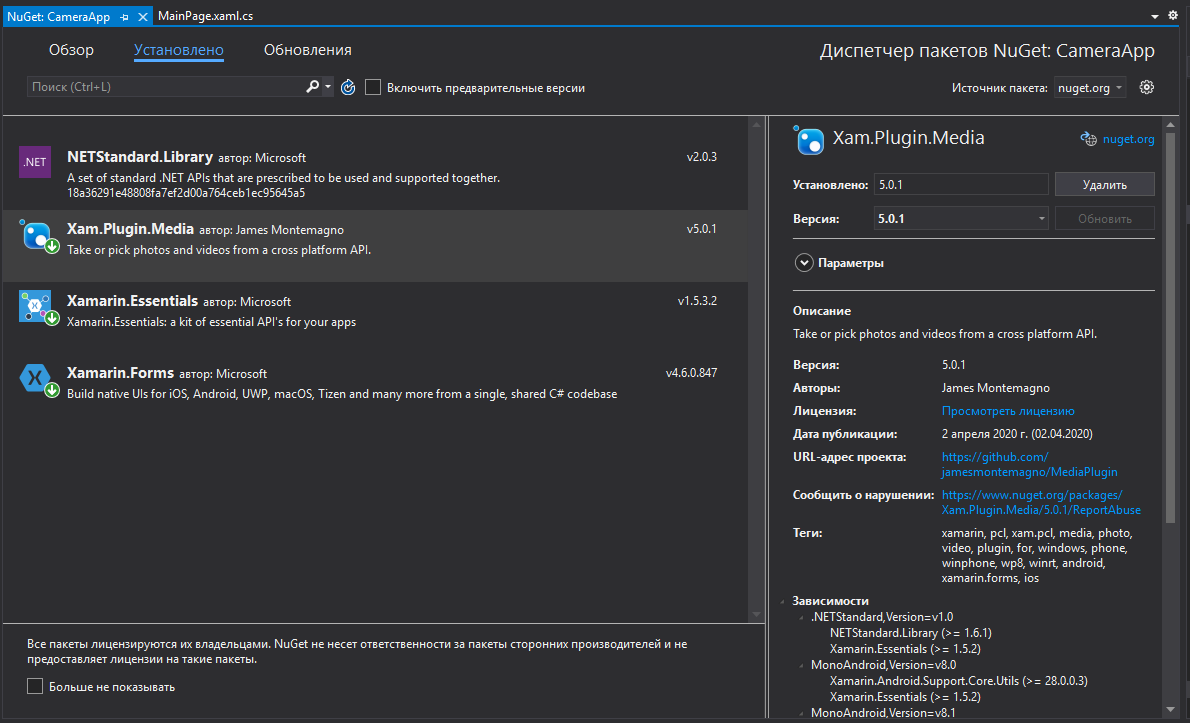 NuGet: CameraApp
MainPage.xaml.cs
Обзор
Установлено
Обновления
Диспетчер пакетов NuGet: CameraApp
Поиск (Ctrl+L)
Включить предварительные версии
Источник пакета: nuget.org
.NET
NETStandard.Library автор: Microsoft
v2.0.3
A set of standard .NET APIs that are prescribed to be used and supported together.
18a36291e48808fa7ef2d00a764ceb1ec95645a5
Xam.Plugin.Media автор: James Montemagno
v5.0.1
Take or pick photos and videos from a cross platform API.
Xamarin.Essentials автор: Microsoft
v1.5.3.2
Xamarin.Essentials: a kit of essential API's for your apps
Xamarin.Forms автор: Microsoft
v4.6.0.847
Build native UIs for iOS, Android, UWP, macOS, Tizen and many more from a single, shared C# codebase
Все пакеты лицензируются их владельцами. NuGet не несет ответственности за пакеты сторонних производителей и не
предоставляет лицензии на такие пакеты.
Больше не показывать
Xam.Plugin.Media
nuget.org
Установлено: 5.0.1
Удалить
Версия: 5.0.1
Обновить
Параметры
Описание
Take or pick photos and videos from a cross platform API.
Версия: 5.0.1
Авторы: James Montemagno
Лицензия: Просмотреть лицензию
Дата публикации: 2 апреля 2020 г. (02.04.2020)
URL-адрес проекта: https://github.com/
jamesmontemagno/MediaPlugin
Сообщить о нарушении: https://www.nuget.org/packages/
Xam.Plugin.Media/5.0.1/ReportAbuse
Теги: xamarin, pcl, xam.pcl, media, photo,
video, plugin, for, windows, phone,
winphone, wp8, winrt, android,
xamarin.forms, ios
Зависимости
.NETStandard,Version=v1.0
NETStandard.Library (>= 1.6.1)
Xamarin.Essentials (>= 1.5.2)
MonoAndroid,Version=v8.0
Xamarin.Android.Support.Core.Utils (>= 28.0.0.3)
Xamarin.Essentials (>= 1.5.2)
MonoAndroid,Version=v8.1